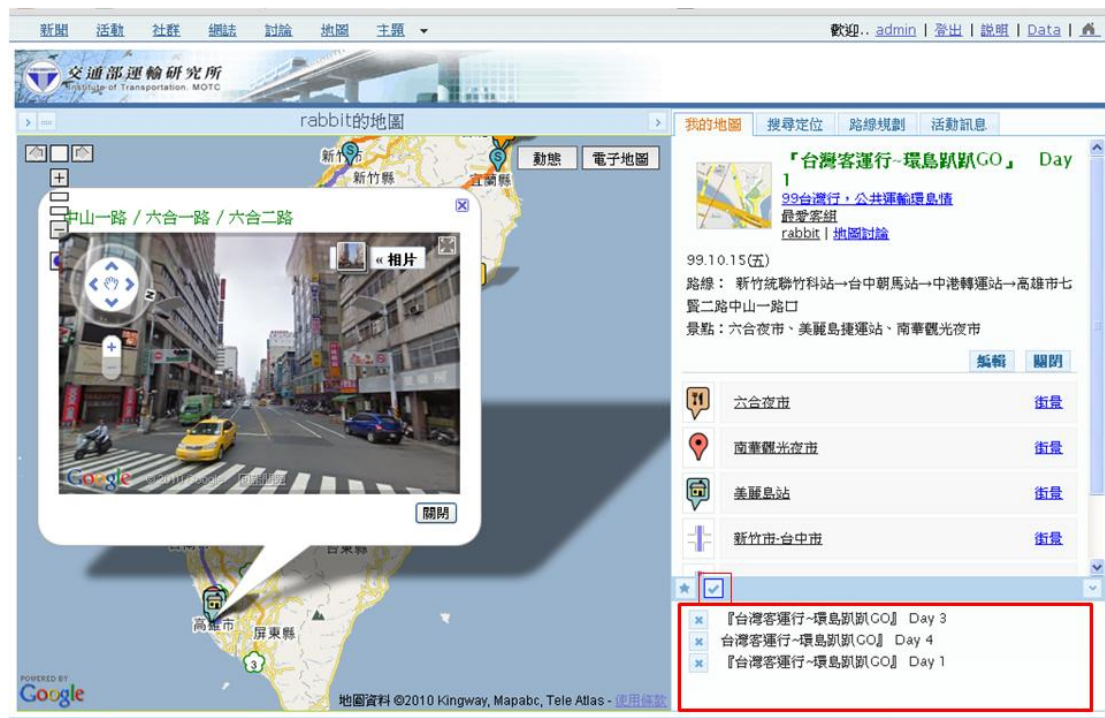 新聞 活動 社群 網誌 討論 地圖 主題
歡迎.. admin | 登出 | 說明 | Data |
交通部運輸研究所
Institute of Transportation. MOTC
rabbit的地圖
我的地圖 搜尋定位 路線規劃 活動訊息
動態 電子地圖
新竹縣
宜蘭縣
中山一路 / 六合一路 / 六合二路
« 相片
N
Google
關閉
台東縣
高雄市
屏東縣
3
POWERED BY
Google
地圖資料 ©2010 Kingway, Mapabc, Tele Atlas - 使用條款
『台灣客運行~環島趴趴GO』 Day
1
99台灣行，公共運輸環島情
最愛客組
rabbit | 地圖討論
99.10.15(五)
路線： 新竹統聯竹科站→台中朝馬站→中港轉運站→高雄市七
賢二路中山一路口
景點：六合夜市、美麗島捷運站、南華觀光夜市
編輯 關閉
六合夜市 街景
南華觀光夜市 街景
美麗島站 街景
新竹市-台中市 街景
『台灣客運行~環島趴趴GO』 Day 3
台灣客運行~環島趴趴GO』 Day 4
『台灣客運行~環島趴趴GO』 Day 1